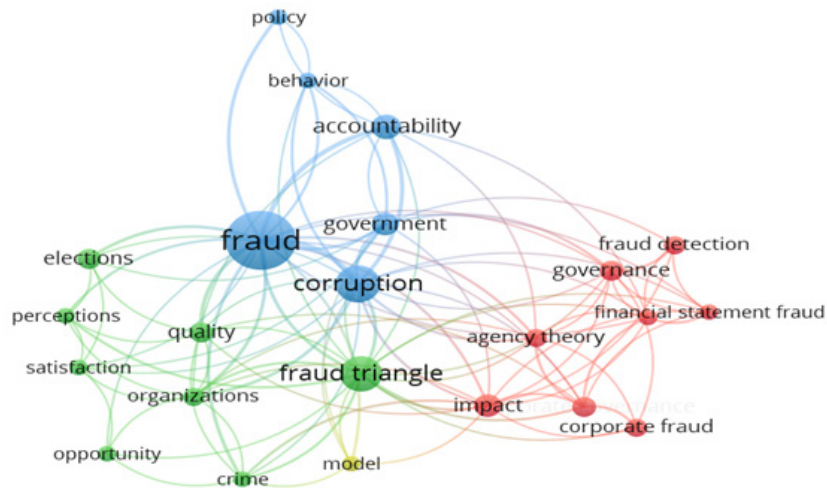 policy
behavior
accountability
government
fraud
fraud detection
elections
governance
corruption
perceptions
financial statement fraud
quality
agency theory
satisfaction
fraud triangle
organizations
impact
corporate fraud
opportunity
model
crime